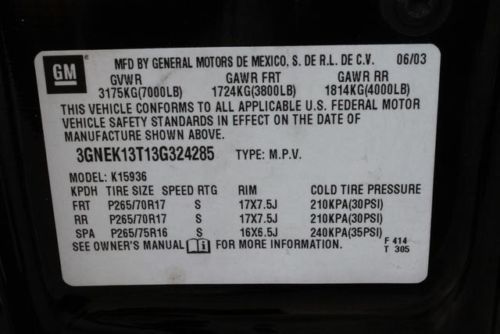 GM
MFD BY GENERAL MOTORS DE MEXICO, S. DE R.L. DE C.V. 06/03
GVWR GAWR FRT GAWR RR
3175KG(7000LB) 1724KG(3800LB) 1814KG(4000LB)
THIS VEHICLE CONFORMS TO ALL APPLICABLE U.S. FEDERAL MOTOR
VEHICLE SAFETY STANDARDS IN EFFECT ON THE DATE OF
MANUFACTURE SHOWN ABOVE.
3GNEK13T13G324285 TYPE: M.P.V.
MODEL: K15936
KPDH TIRE SIZE SPEED RTG RIM COLD TIRE PRESSURE
FRT P265/70R17 S 17X7.5J 210KPA(30PSI)
RR P265/70R17 S 17X7.5J 210KPA(30PSI)
SPA P265/75R16 S 16X6.5J 240KPA(35PSI)
SEE OWNER'S MANUAL FOR MORE INFORMATION. F 414
T 305